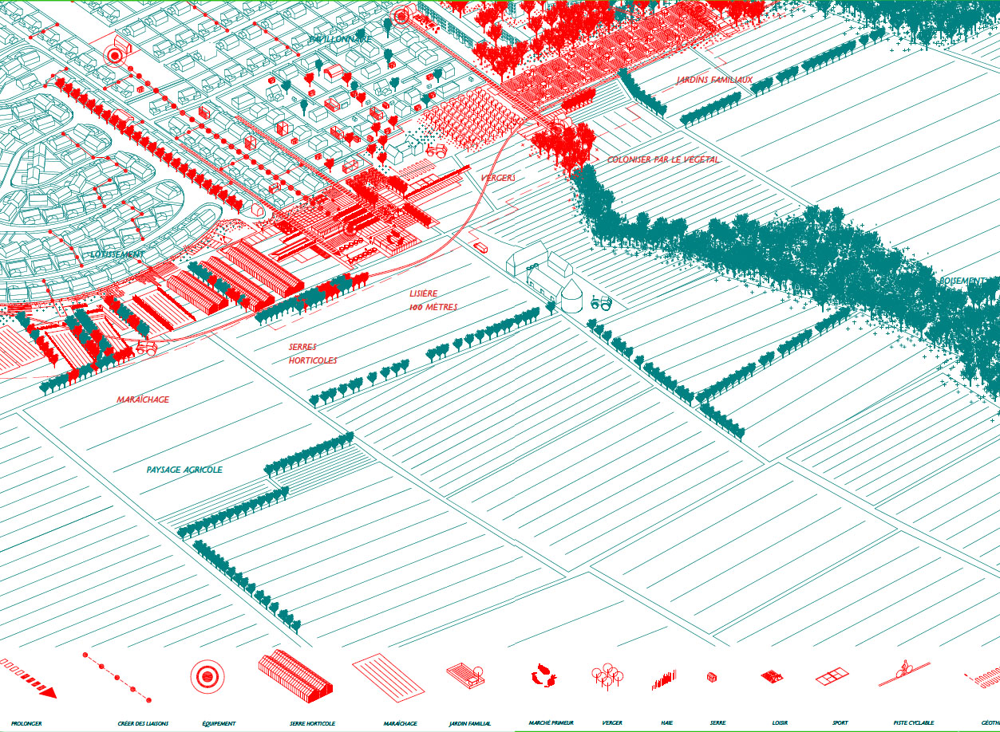 PAVILLONNAIRE
JARDINS FAMILIAUX
COLONISER PAR LE VÉGÉTAL
VERGERS
LOTISSEMENT
BOISEMENT
LISIÈRE
100 MÈTRES
SERRES
HORTICOLES
MARAÎCHAGE
PAYSAGE AGRICOLE
PROLONGER
CRÉER DES LIAISONS
ÉQUIPEMENT
SERRE HORTICOLE
MARAÎCHAGE
JARDIN FAMILIAL
MARCHÉ PRIMEUR
VERGER
HAIE
SERRE
LOISIR
SPORT
PISTE CYCLABLE